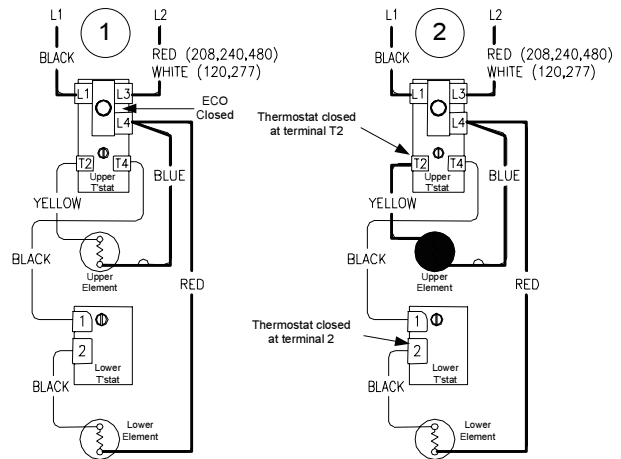 L1
L2
1
BLACK
RED (208,240,480)
WHITE (120,277)
L1
L3
L4
ECO
Closed
T2
T4
Upper
T'stat
BLUE
YELLOW
BLACK
Upper
Element
RED
1
2
Lower
T'stat
BLACK
Lower
Element
L1
L2
2
BLACK
RED (208,240,480)
WHITE (120,277)
L1
L3
L4
Thermostat closed
at terminal T2
T2
T4
Upper
T'stat
BLUE
YELLOW
BLACK
Upper
Element
RED
Thermostat closed
at terminal 2
1
2
Lower
T'stat
BLACK
Lower
Element